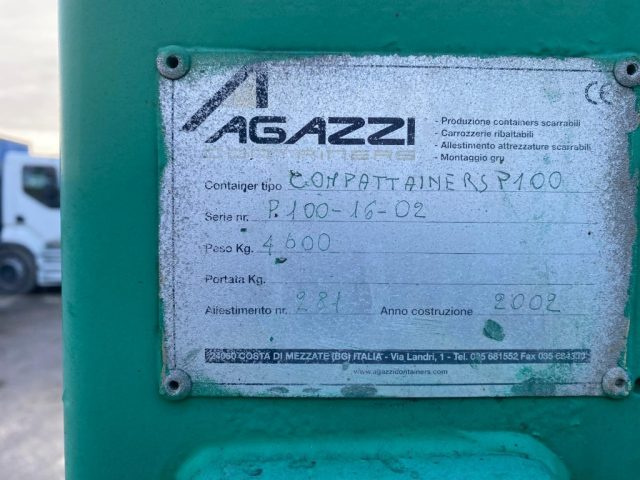 AGAZZI
CONTAINERS
CE
- Produzione containers scarrabili
- Carrozzerie ribaltabili
- Allestimento attrezzature scarrabili
- Montaggio gru
Container tipo COMPATTAINERS P100
Serie nr. P.100-16-02
Peso Kg. 4600
Portata Kg.
Allestimento nr. 281 Anno costruzione 2002
24060 COSTA DI MEZZATE (BG) ITALIA - Via Landri, 1 - Tel. 035 681552 Fax 035
www.agazzicontainers.com